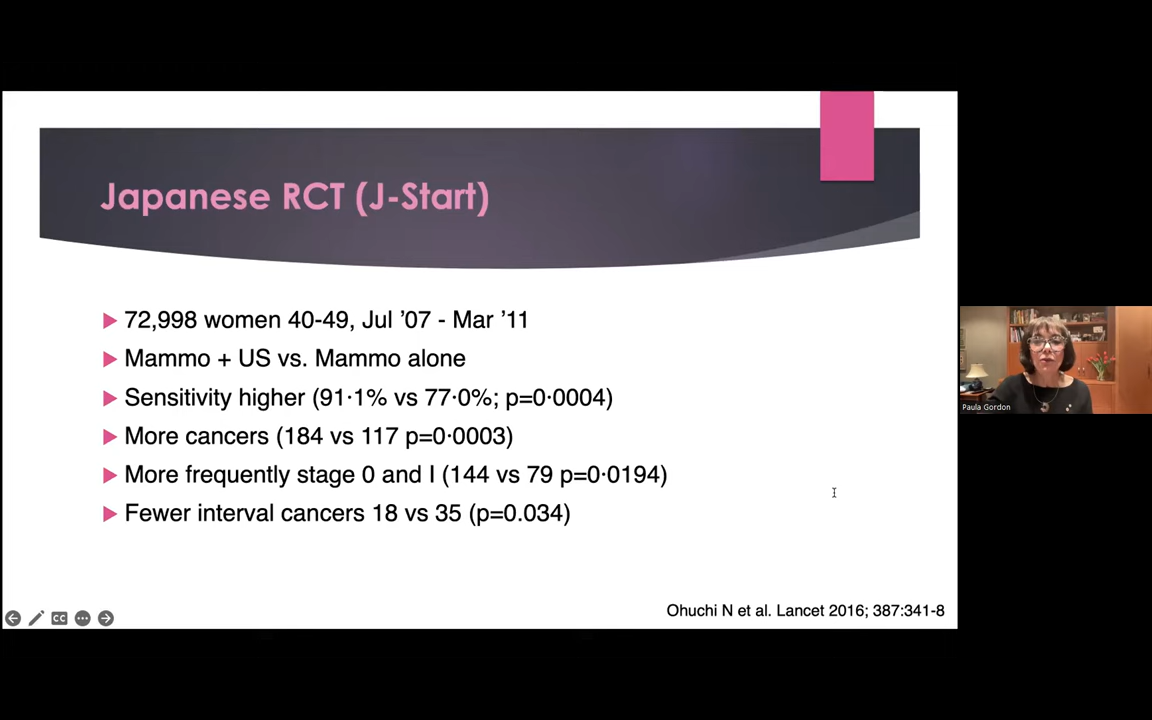 Japanese RCT (J-Start)
72,998 women 40-49, Jul ’07 - Mar ’11
Mammo + US vs. Mammo alone
Sensitivity higher (91·1% vs 77·0%; p=0·0004)
More cancers (184 vs 117 p=0·0003)
More frequently stage 0 and I (144 vs 79 p=0·0194)
Fewer interval cancers 18 vs 35 (p=0.034)
Ohuchi N et al. Lancet 2016; 387:341-8
CC
Paula Gordon